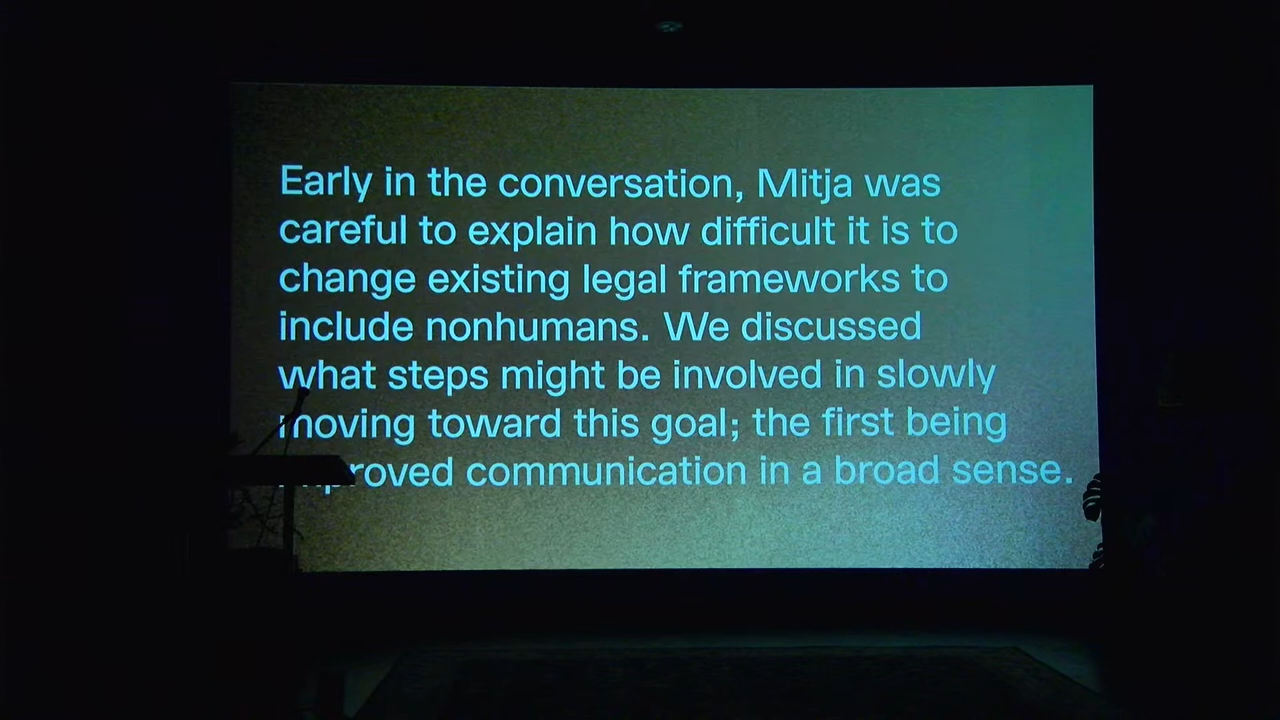 Early in the conversation, Mitja was
careful to explain how difficult it is to
change existing legal frameworks to
include nonhumans. We discussed
what steps might be involved in slowly
moving toward this goal; the first being
improved communication in a broad sense.